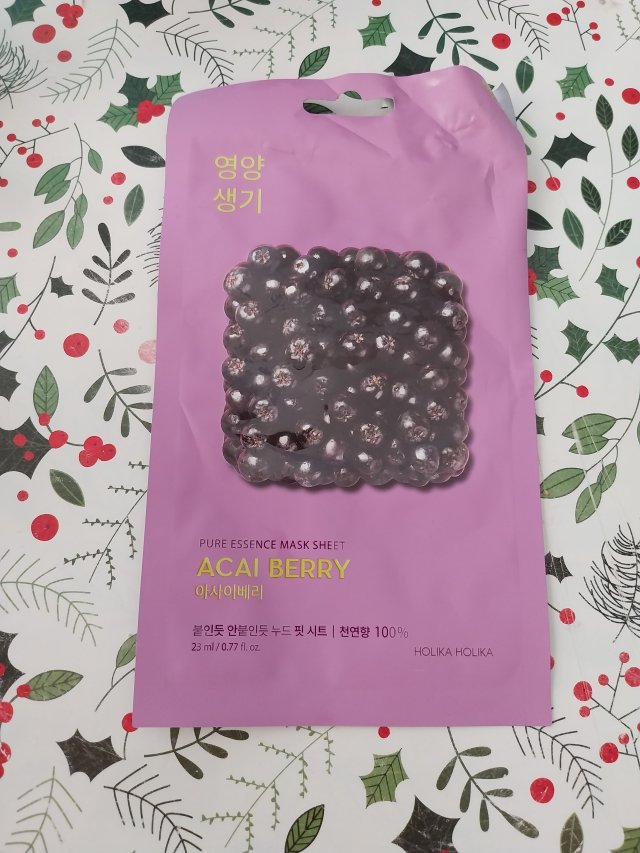 영양
생기
PURE ESSENCE MASK SHEET
ACAI BERRY
아사이베리
붙인듯 안붙인듯 누드 핏 시트 | 천연향 100%
23 ml / 0.77 fl. oz.
HOLIKA HOLIKA